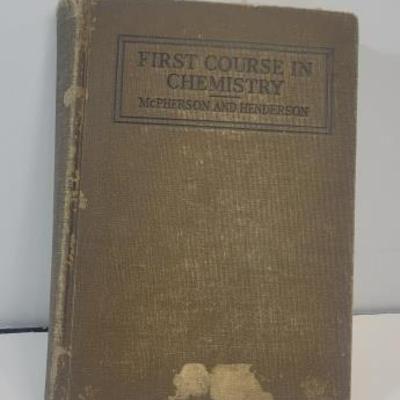 FIRST COURSE IN
CHEMISTRY
McPHERSON AND HENDERSON